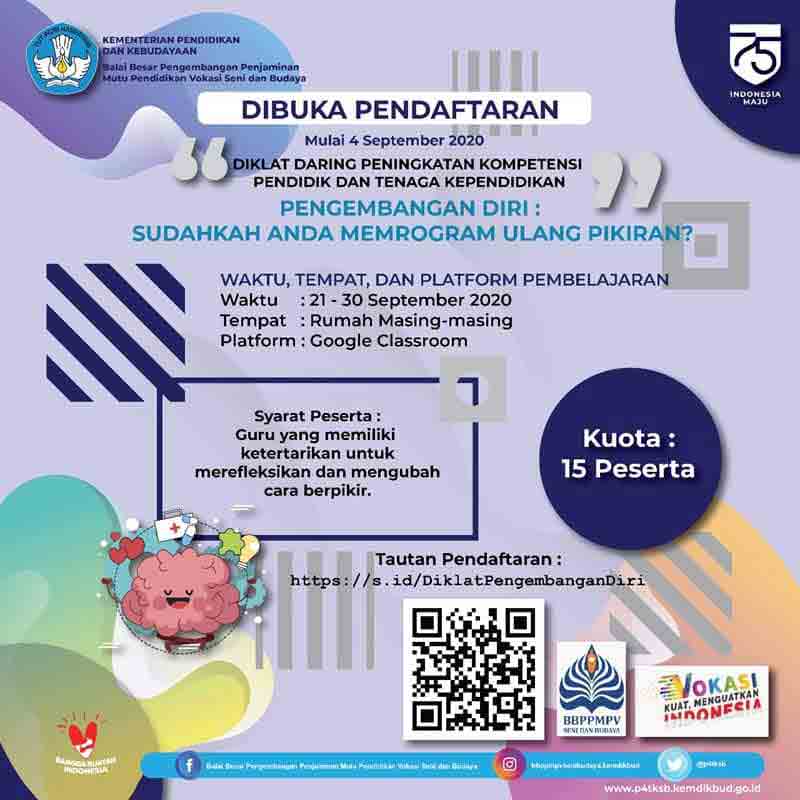 KEMENTERIAN PENDIDIKAN
DAN KEBUDAYAAN
Balai Besar Pengembangan Penjaminan
Mutu Pendidikan Vokasi Seni dan Budaya
TUT WURI HANDAYANI
75
INDONESIA
MAJU
DIBUKA PENDAFTARAN
Mulai 4 September 2020
“DIKLAT DARING PENINGKATAN KOMPETENSI
PENDIDIK DAN TENAGA KEPENDIDIKAN”
PENGEMBANGAN DIRI :
SUDAHKAH ANDA MEMROGRAM ULANG PIKIRAN?
WAKTU, TEMPAT, DAN PLATFORM PEMBELAJARAN
Waktu : 21 - 30 September 2020
Tempat : Rumah Masing-masing
Platform : Google Classroom
Syarat Peserta :
Guru yang memiliki
ketertarikan untuk
merefleksikan dan mengubah
cara berpikir.
Kuota :
15 Peserta
Tautan Pendaftaran :
https://s.id/DiklatPengembanganDiri
BBPPMPV
SENI DAN BUDAYA
VOKASI
KUAT, MENGUATKAN
INDONESIA
BANGGA BUATAN
INDONESIA
Balai Besar Pengembangan Penjaminan Mutu Pendidikan Vokasi Seni dan Budaya
@p4tksb
www.p4tksb.kemdikbud.go.id